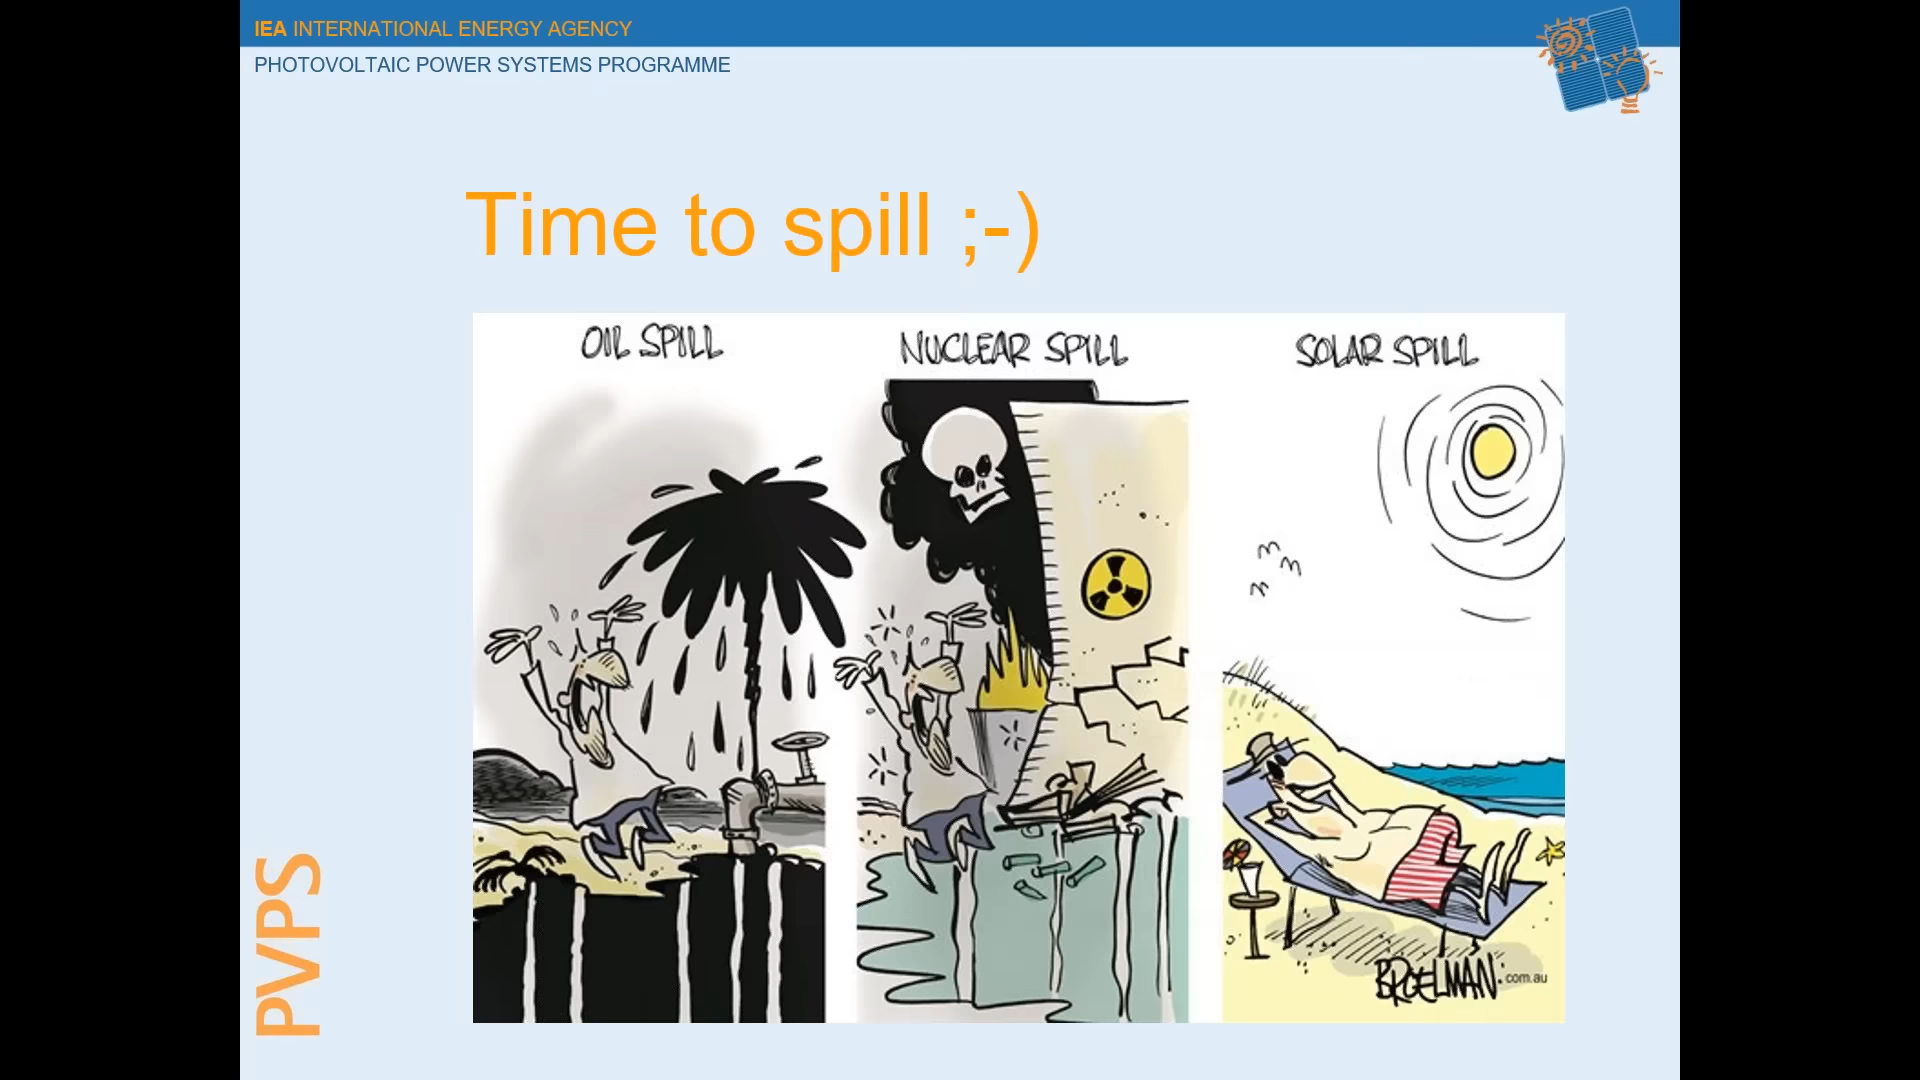 IEA INTERNATIONAL ENERGY AGENCY
PHOTOVOLTAIC POWER SYSTEMS PROGRAMME
Time to spill ;-)
OIL SPILL
NUCLEAR SPILL
SOLAR SPILL
BROELMAN.com.au
PVPS